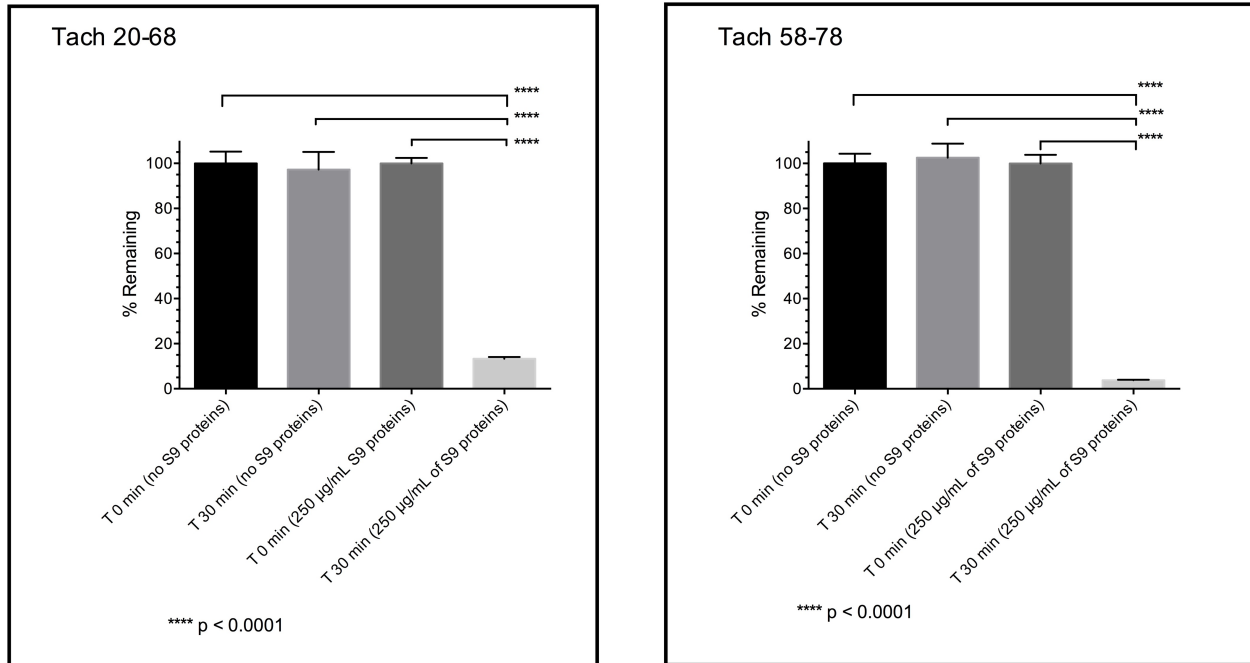 Tach 20-68
****
****
****
100
80
60
40
20
0
% Remaining
T 0 min (no S9 proteins)
T 30 min (no S9 proteins)
T 0 min (250 µg/mL S9 proteins)
T 30 min (250 µg/mL of S9 proteins)
**** p < 0.0001
Tach 58-78
****
****
****
100
80
60
40
20
0
% Remaining
T 0 min (no S9 proteins)
T 30 min (no S9 proteins)
T 0 min (250 µg/mL of S9 proteins)
T 30 min (250 µg/mL of S9 proteins)
**** p < 0.0001